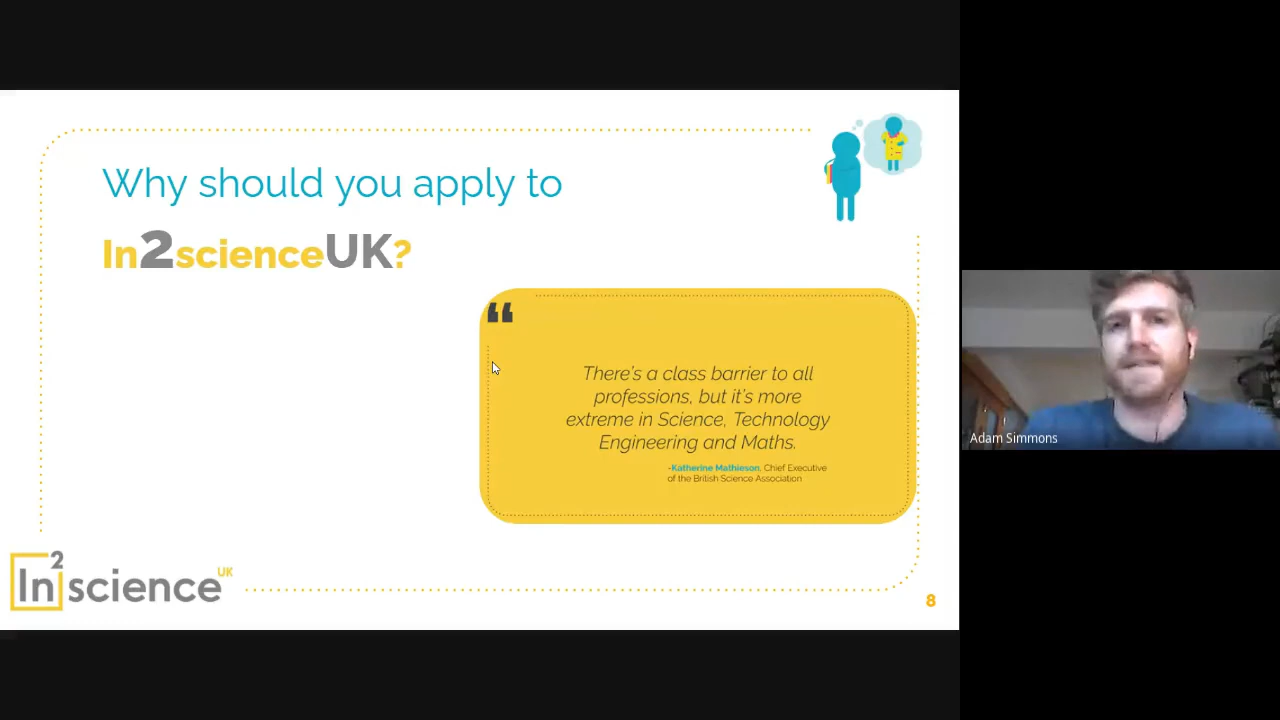 Why should you apply to
In2scienceUK?
“
There's a class barrier to all
professions, but it's more
extreme in Science, Technology
Engineering and Maths.
-Katherine Mathieson, Chief Executive
of the British Science Association
Adam Simmons
In2science UK
8